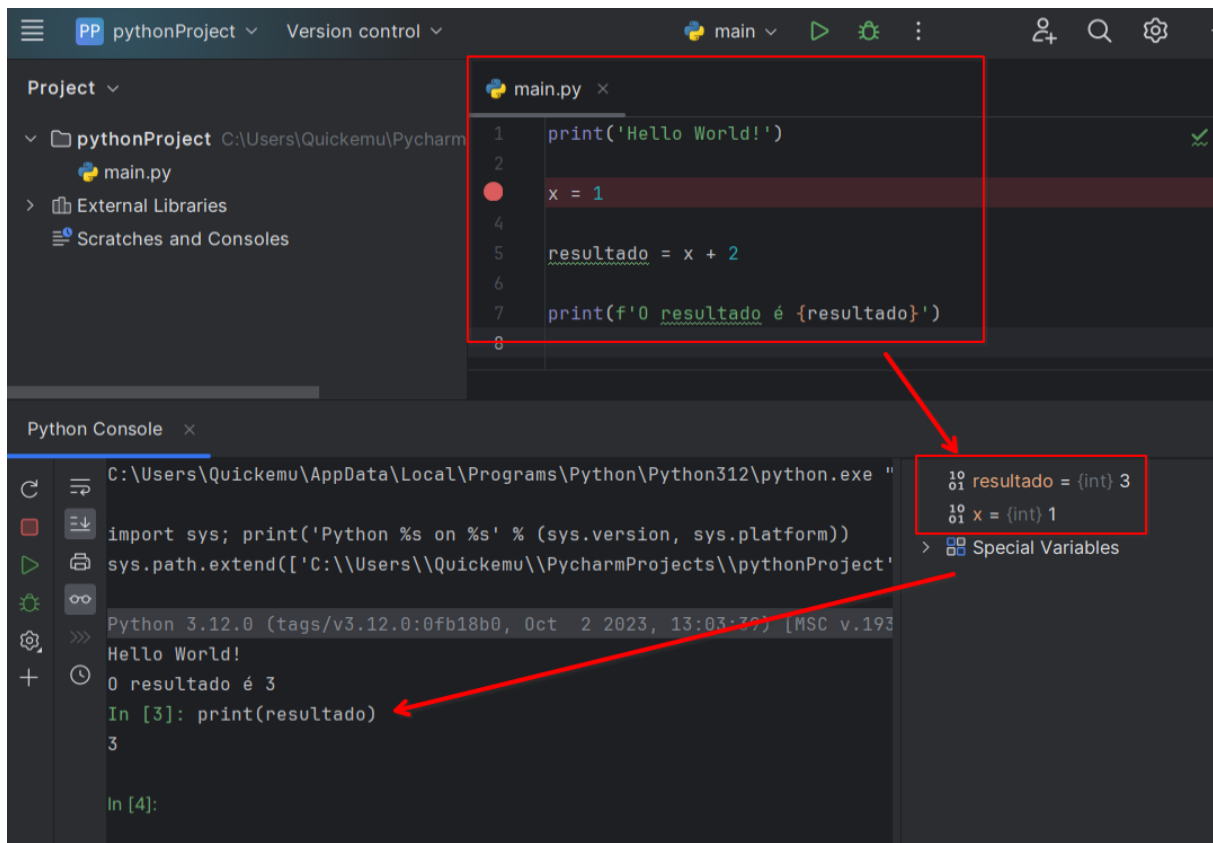 PP pythonProject Version control main
Project
pythonProject C:\Users\Quickemu\Pycharm
main.py
External Libraries
Scratches and Consoles
main.py
1 print('Hello World!')
2
x = 1
4
5 resultado = x + 2
6
7 print(f'O resultado é {resultado}')
8
Python Console
C:\Users\Quickemu\AppData\Local\Programs\Python\Python312\python.exe "
import sys; print('Python %s on %s' % (sys.version, sys.platform))
sys.path.extend(['C:\\Users\\Quickemu\\PycharmProjects\\pythonProject'
Python 3.12.0 (tags/v3.12.0:0fb18b0, Oct  2 2023, 13:03:39) [MSC v.193
Hello World!
O resultado é 3
In [3]: print(resultado)
3
In [4]:
10
01 resultado = {int} 3
10
01 x = {int} 1
Special Variables